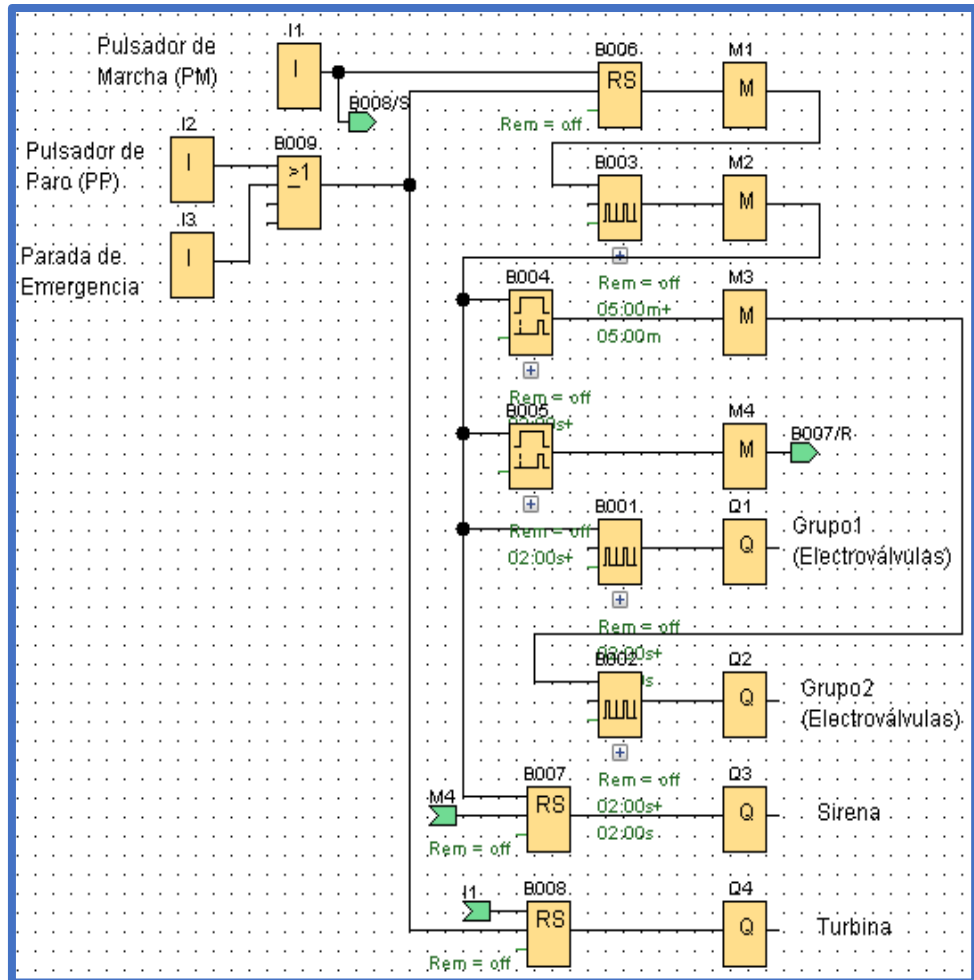 I1
Pulsador de
Marcha (PM)
I
B008/S
B006
RS
Rem = off
M1
M
I2
Pulsador de
Paro (PP)
I
B009
≥1
B003
M2
M
I3
Parada de
Emergencia
I
Rem = off
05:00m+
05:00m
B004
M3
M
Rem = off
B005
M4
M
B007/R
Rem = off
02:00s+
B001
Q1
Q
Grupo1
(Electroválvulas)
Rem = off
B002
Q2
Q
Grupo2
(Electroválvulas)
Rem = off
02:00s+
02:00s
M4
B007
RS
Rem = off
Q3
Q
Sirena
I1
B008
RS
Rem = off
Q4
Q
Turbina